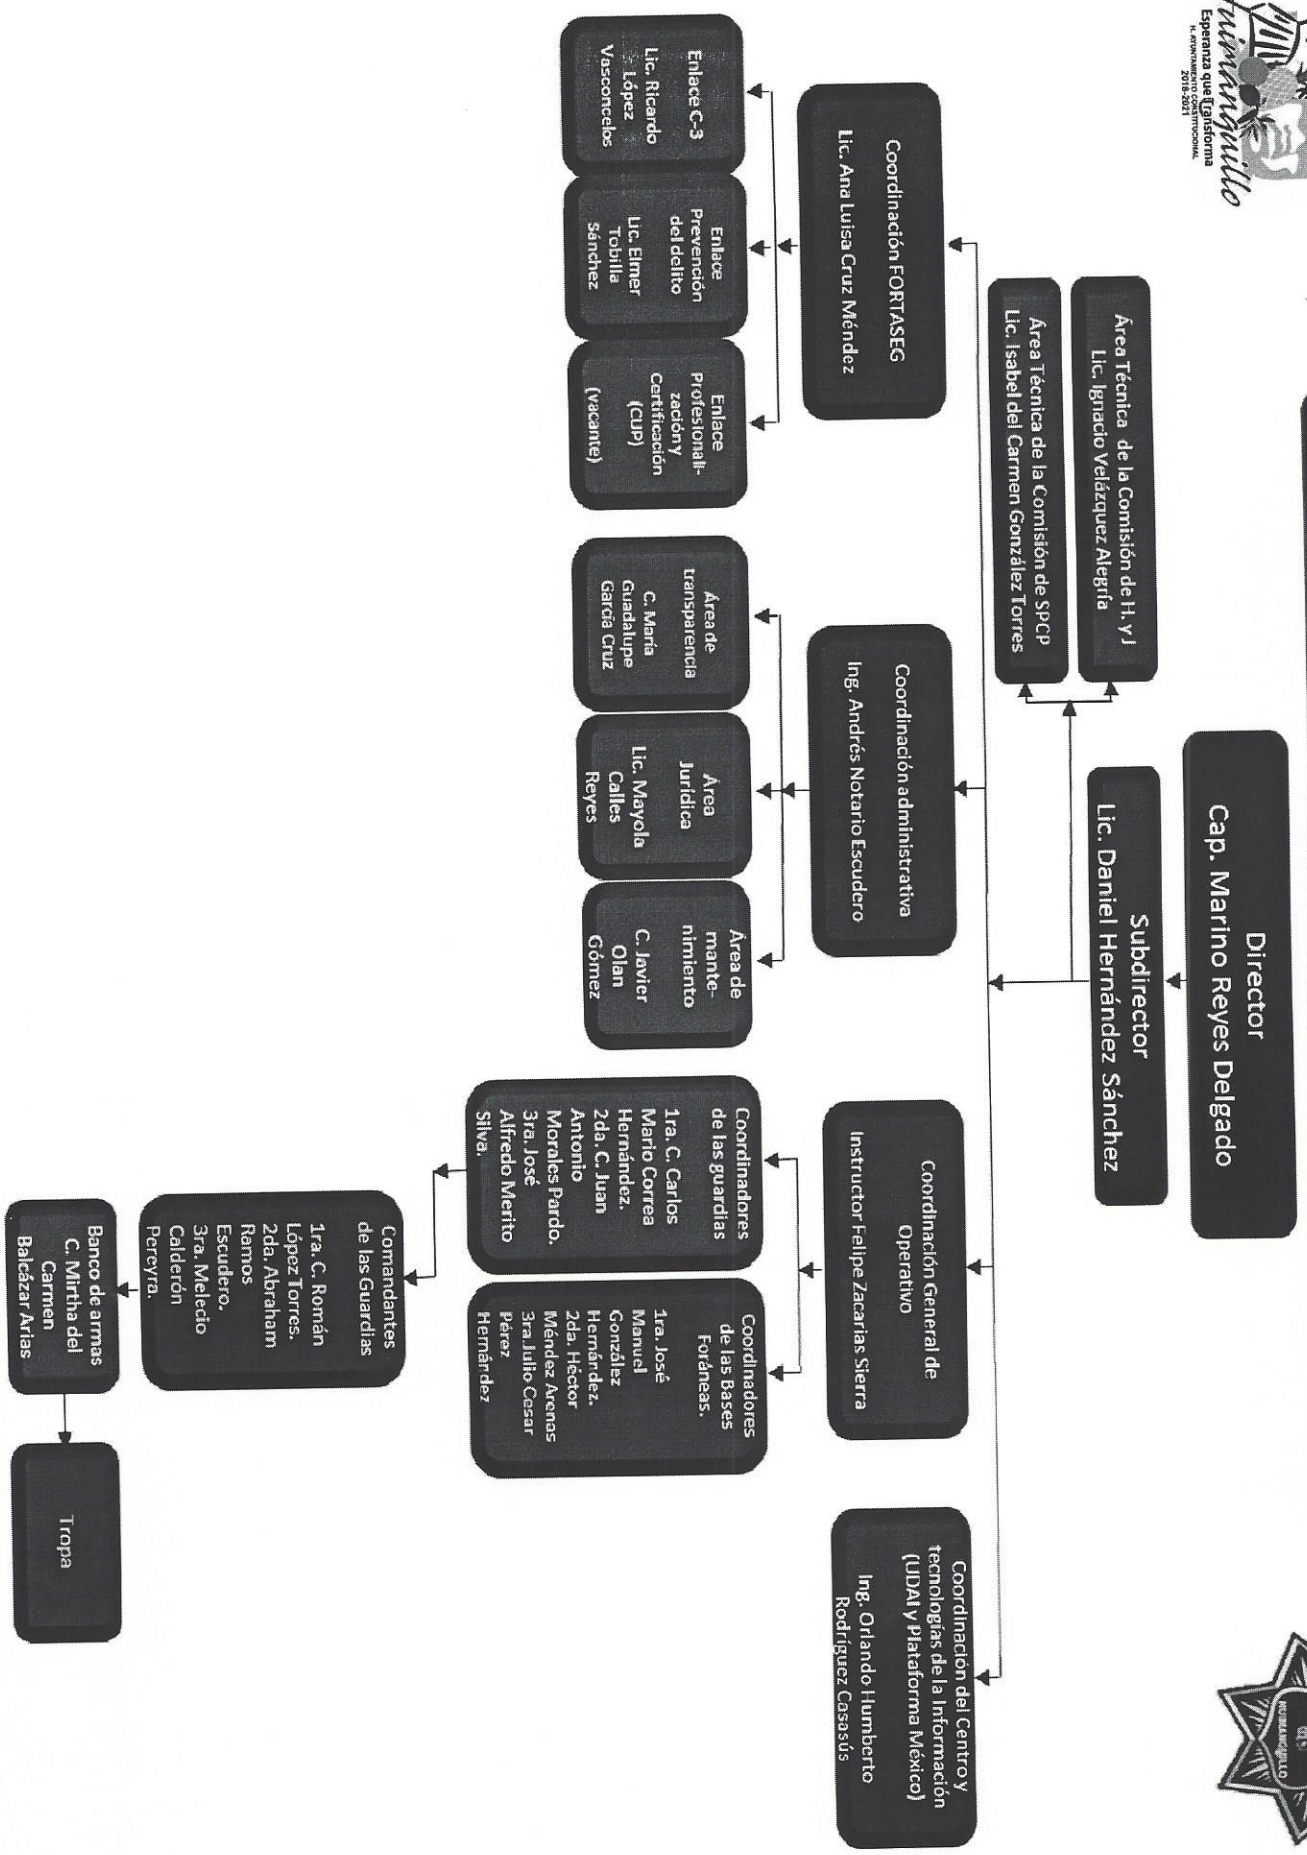 Huimanguillo
Esperanza que Transforma
H. AYUNTAMIENTO CONSTITUCIONAL
2018-2021
HUIMANGUILLO
Director
Cap. Marino Reyes Delgado
Subdirector
Lic. Daniel Hernández Sánchez
Área Técnica de la Comisión de H. y J
Lic. Ignacio Velázquez Alegría
Área Técnica de la Comisión de SPCP
Lic. Isabel del Carmen González Torres
Coordinación FORTASEG
Lic. Ana Luisa Cruz Méndez
Enlace C-3
Lic. Ricardo
López
Vasconcelos
Enlace
Prevención
del delito
Lic. Elmer
Tobilla
Sánchez
Enlace
Profesionali-
zación y
Certificación
(CUP)
(vacante)
Coordinación administrativa
Ing. Andrés Notario Escudero
Área de
transparencia
C. María
Guadalupe
García Cruz
Área
Jurídica
Lic. Mayola
Calles
Reyes
Área de
mante-
nimiento
C. Javier
Olan
Gómez
Coordinación General de
Operativo
Instructor Felipe Zacarias Sierra
Coordinadores
de las guardias
1ra. C. Carlos
Mario Correa
Hernández.
2da. C. Juan
Antonio
Morales Pardo.
3ra. José
Alfredo Merito
Silva.
Coordinadores
de las Bases
Foráneas.
1ra. José
Manuel
González
Hernández.
2da. Héctor
Méndez Arenas
3ra.Julio Cesar
Pérez
Hernández
Comandantes
de las Guardias
1ra. C. Román
López Torres.
2da. Abraham
Ramos
Escudero.
3ra. Melecio
Calderón
Pereyra.
Banco de armas
C. Mirtha del
Carmen
Balcázar Arias
Tropa
Coordinación del Centro y
tecnologías de la Información
(UDAI y Plataforma México)
Ing. Orlando Humberto
Rodríguez Casasús